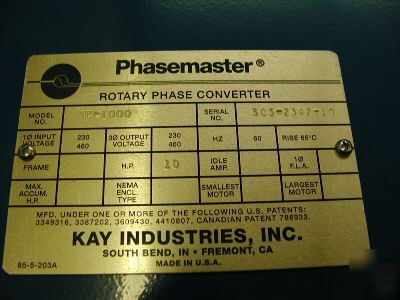 Phasemaster®
ROTARY PHASE CONVERTER
MODEL NO. SERIAL NO.
1Ø INPUT VOLTAGE 230 460 3Ø OUTPUT VOLTAGE 230 460 HZ 60 RISE 65°C
FRAME H.P. 10 IDLE AMP. 1Ø F.L.A.
MAX. ACCUM. H.P. NEMA ENCL. TYPE SMALLEST MOTOR LARGEST MOTOR
MFD. UNDER ONE OR MORE OF THE FOLLOWING U.S. PATENTS:
3349316, 3387202, 3609430, 4410807, CANADIAN PATENT 786933.
KAY INDUSTRIES, INC.
SOUTH BEND, IN • FREMONT, CA
85-5-203A MADE IN U.S.A.